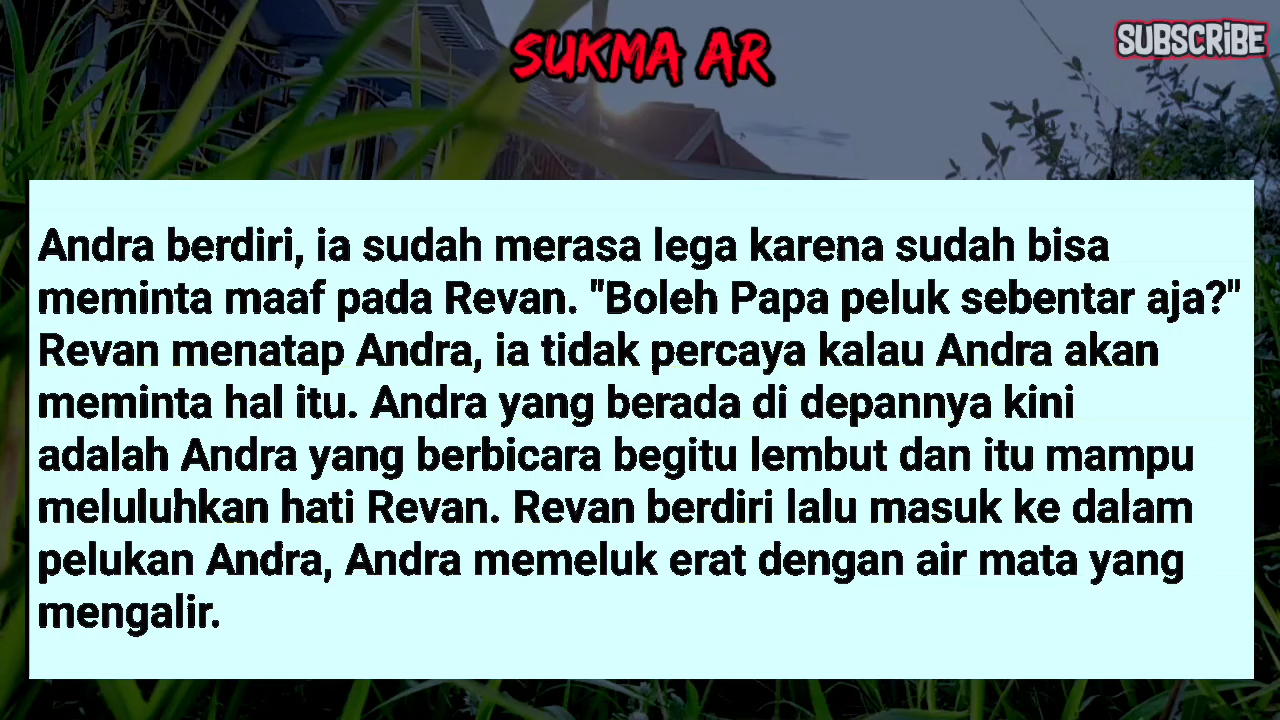 SUKMA AR
SUBSCRiBE
Andra berdiri, ia sudah merasa lega karena sudah bisa
meminta maaf pada Revan. "Boleh Papa peluk sebentar aja?"
Revan menatap Andra, ia tidak percaya kalau Andra akan
meminta hal itu. Andra yang berada di depannya kini
adalah Andra yang berbicara begitu lembut dan itu mampu
meluluhkan hati Revan. Revan berdiri lalu masuk ke dalam
pelukan Andra, Andra memeluk erat dengan air mata yang
mengalir.